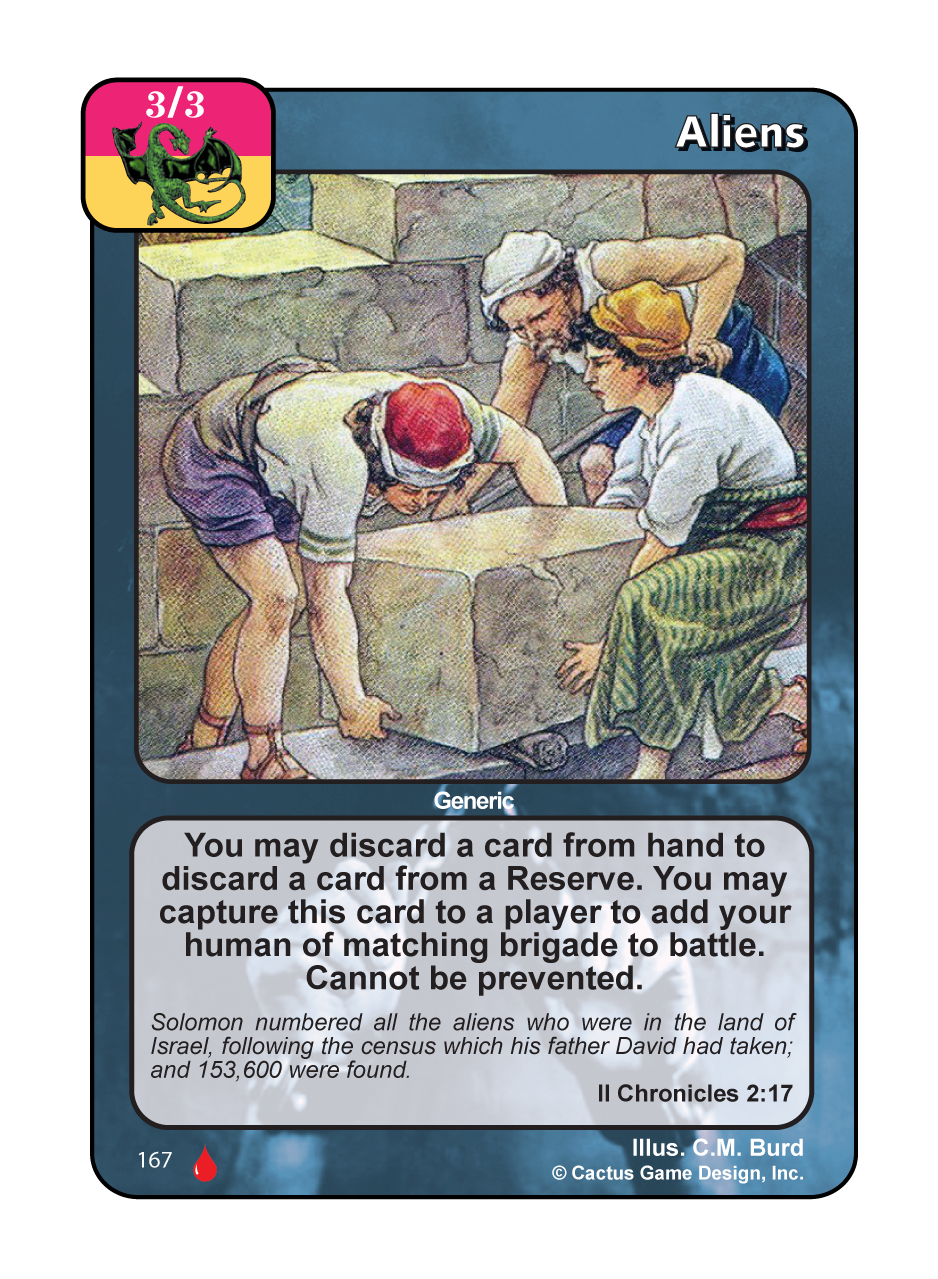 3/3
Aliens
Generic
You may discard a card from hand to
discard a card from a Reserve. You may
capture this card to a player to add your
human of matching brigade to battle.
Cannot be prevented.
Solomon numbered all the aliens who were in the land of
Israel, following the census which his father David had taken;
and 153,600 were found.
II Chronicles 2:17
167
Illus. C.M. Burd
© Cactus Game Design, Inc.